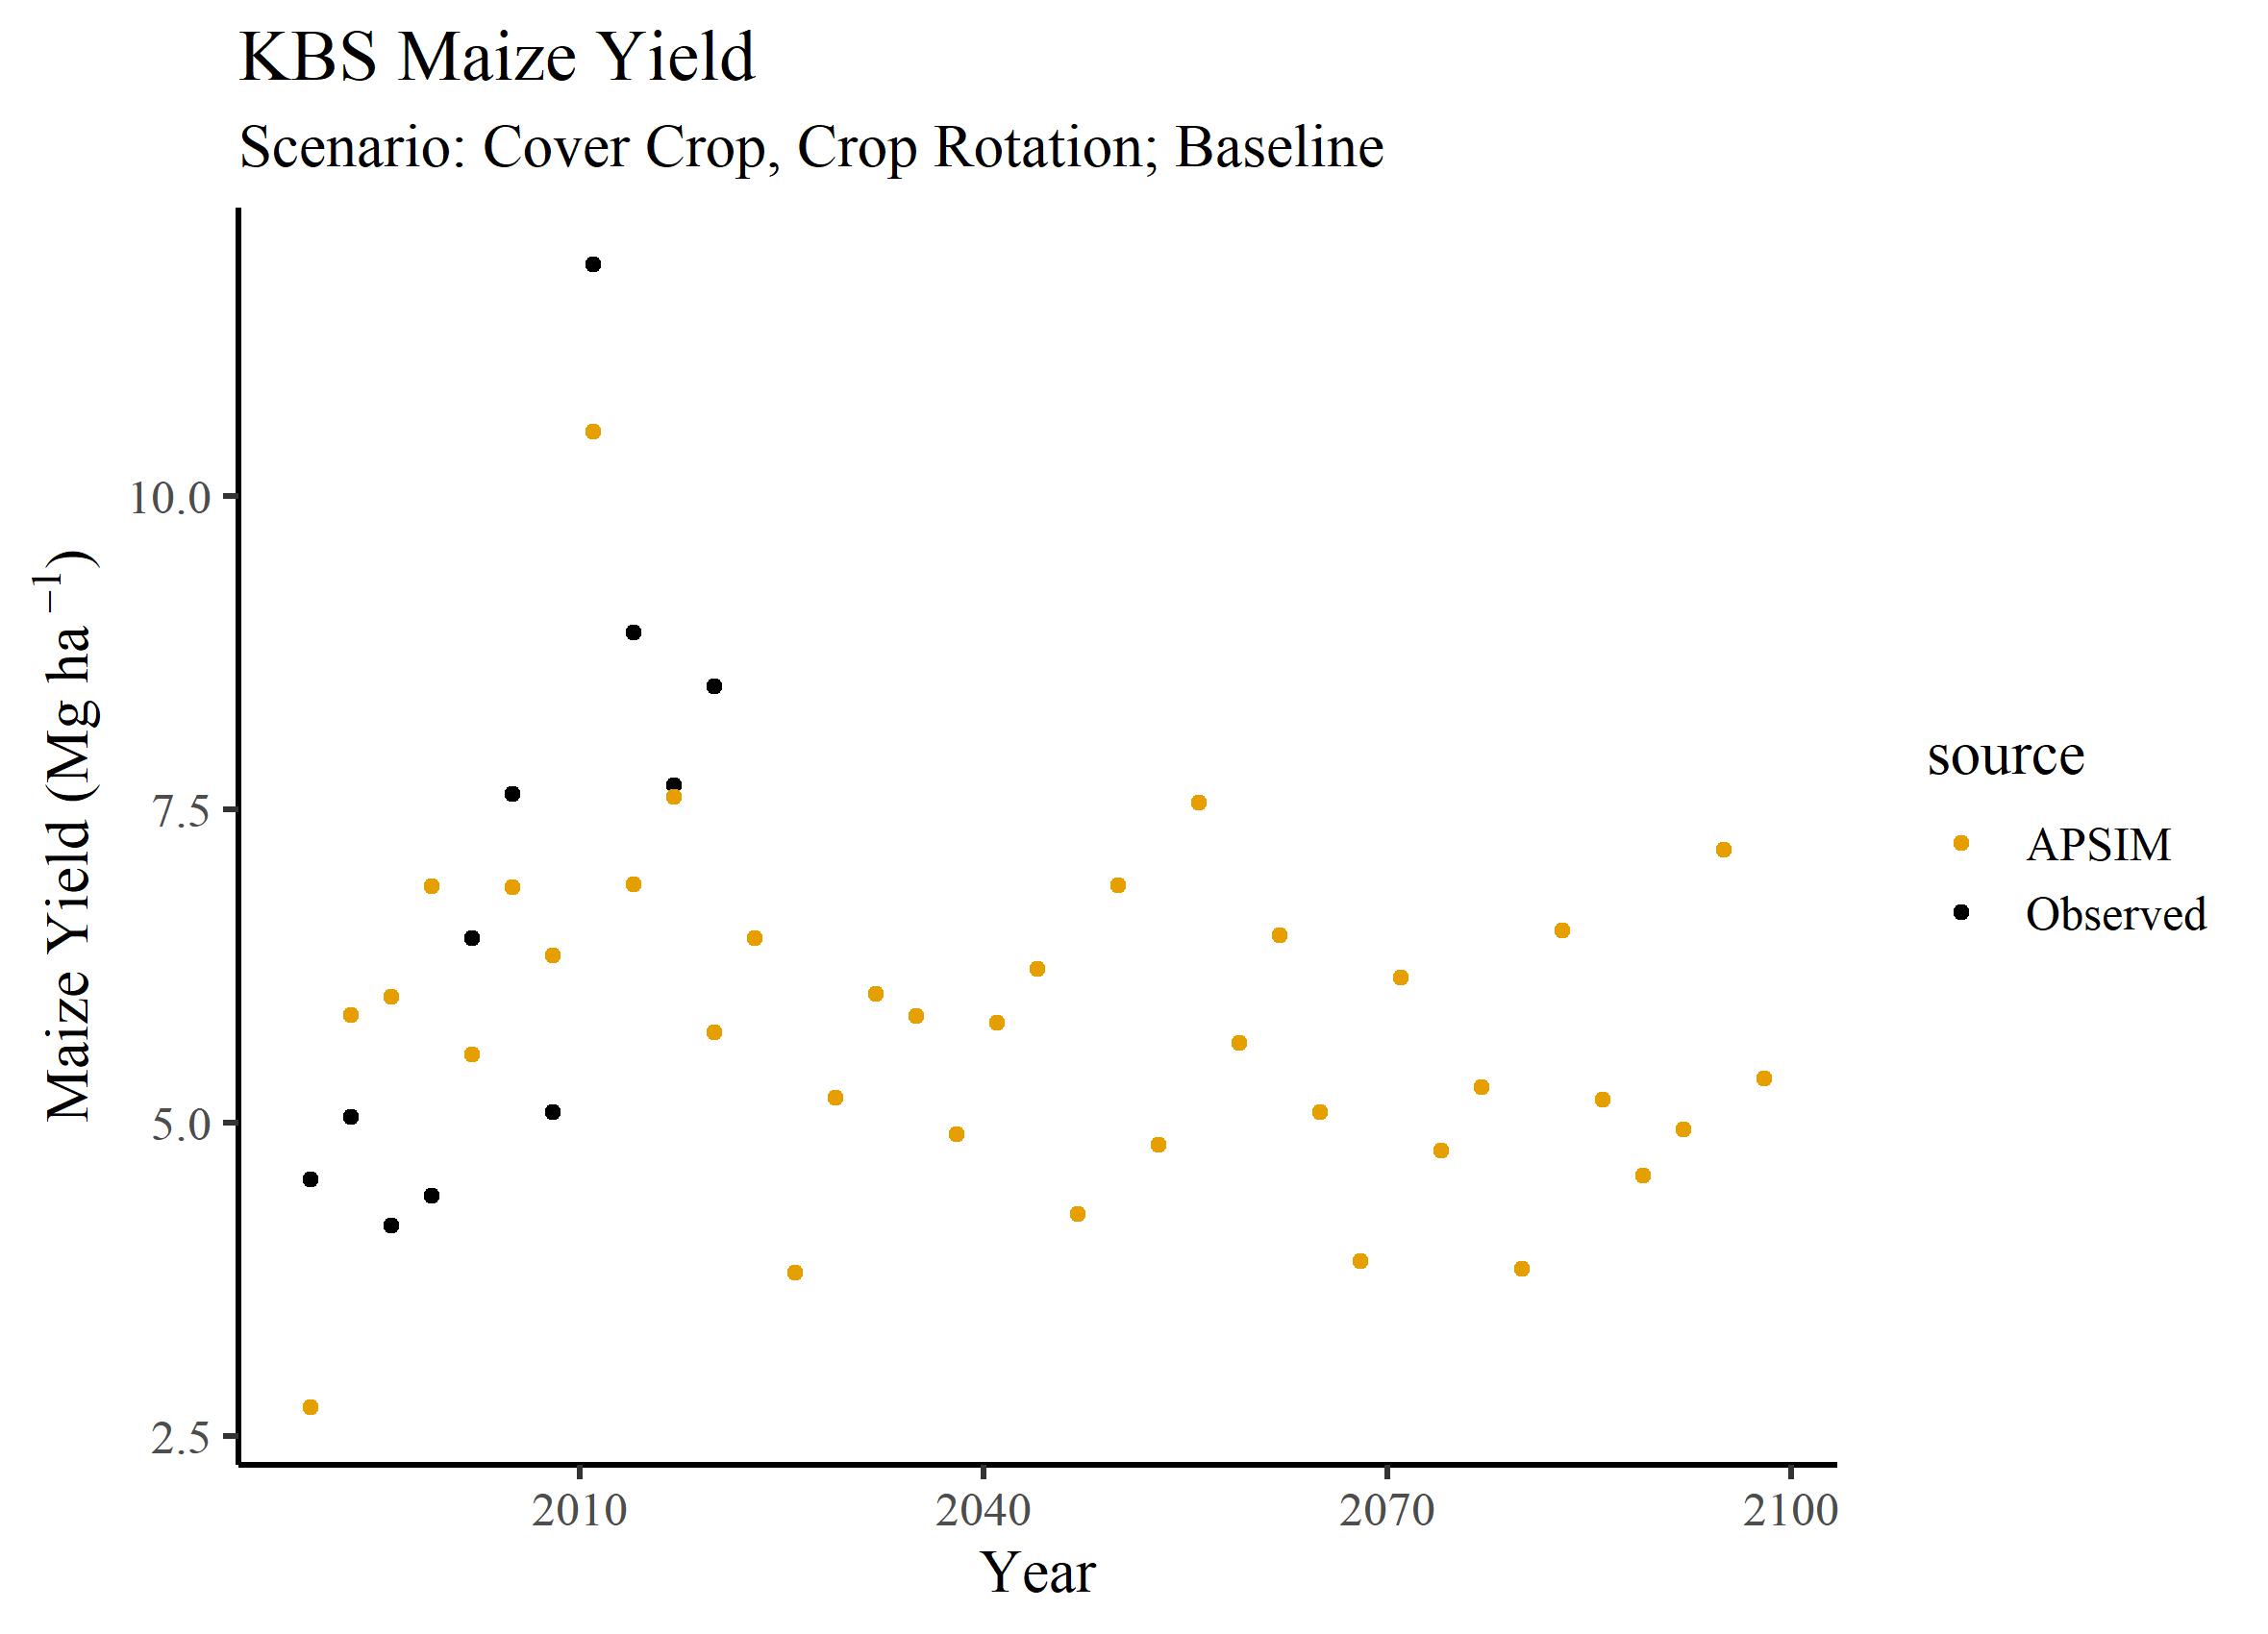 KBS Maize Yield
Scenario: Cover Crop, Crop Rotation; Baseline
Maize Yield (Mg ha −1)
10.0
7.5
5.0
2.5
2010
2040
2070
2100
Year
source
APSIM
Observed